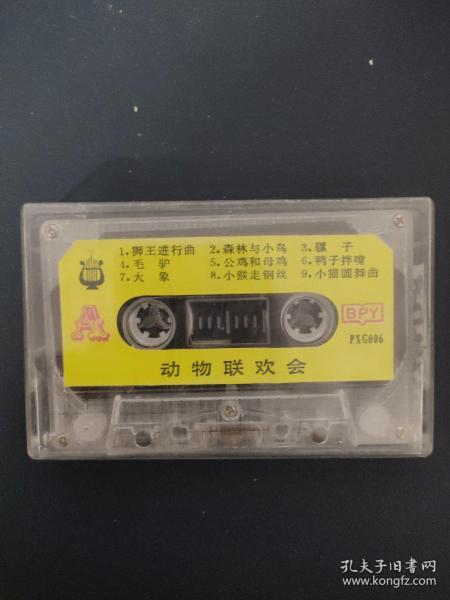 1.狮王进行曲 2.森林与小鸟 3.骡 子
4.毛 驴 5.公鸡和母鸡 6.鸭子拌嘴
7.大 象 8.小猴走钢丝 9.小猫圆舞曲
A
BPY
PXG006
动物联欢会
孔夫子旧书网
www.kongfz.com